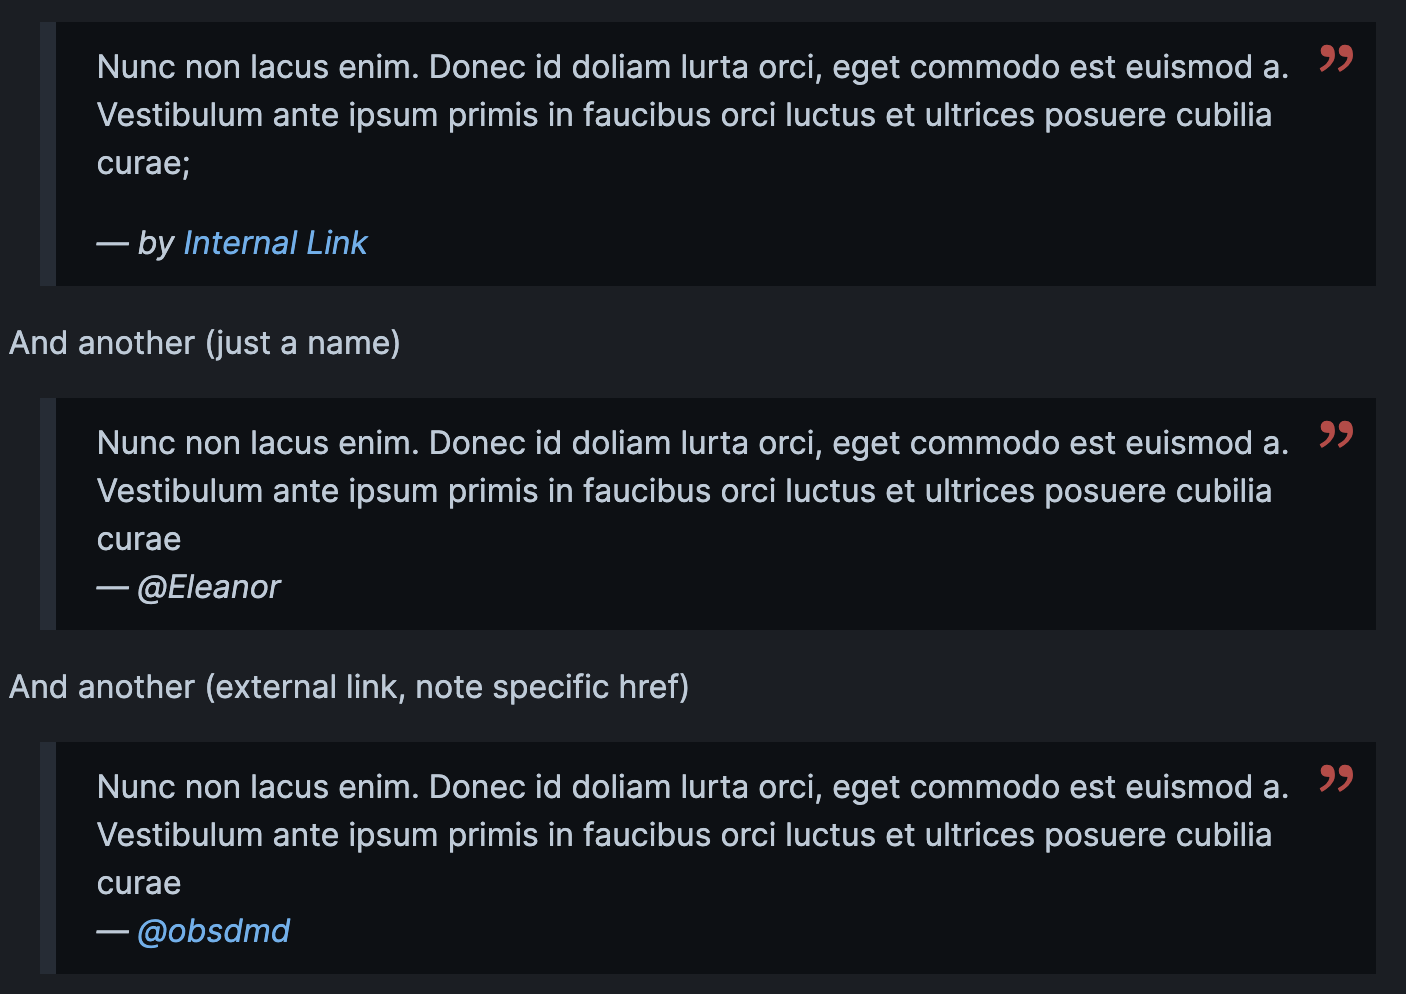 Nunc non lacus enim. Donec id doliam lurta orci, eget commodo est euismod a. ”
Vestibulum ante ipsum primis in faucibus orci luctus et ultrices posuere cubilia
curae;
— by Internal Link
And another (just a name)
Nunc non lacus enim. Donec id doliam lurta orci, eget commodo est euismod a. ”
Vestibulum ante ipsum primis in faucibus orci luctus et ultrices posuere cubilia
curae
— @Eleanor
And another (external link, note specific href)
Nunc non lacus enim. Donec id doliam lurta orci, eget commodo est euismod a. ”
Vestibulum ante ipsum primis in faucibus orci luctus et ultrices posuere cubilia
curae
— @obsdmd